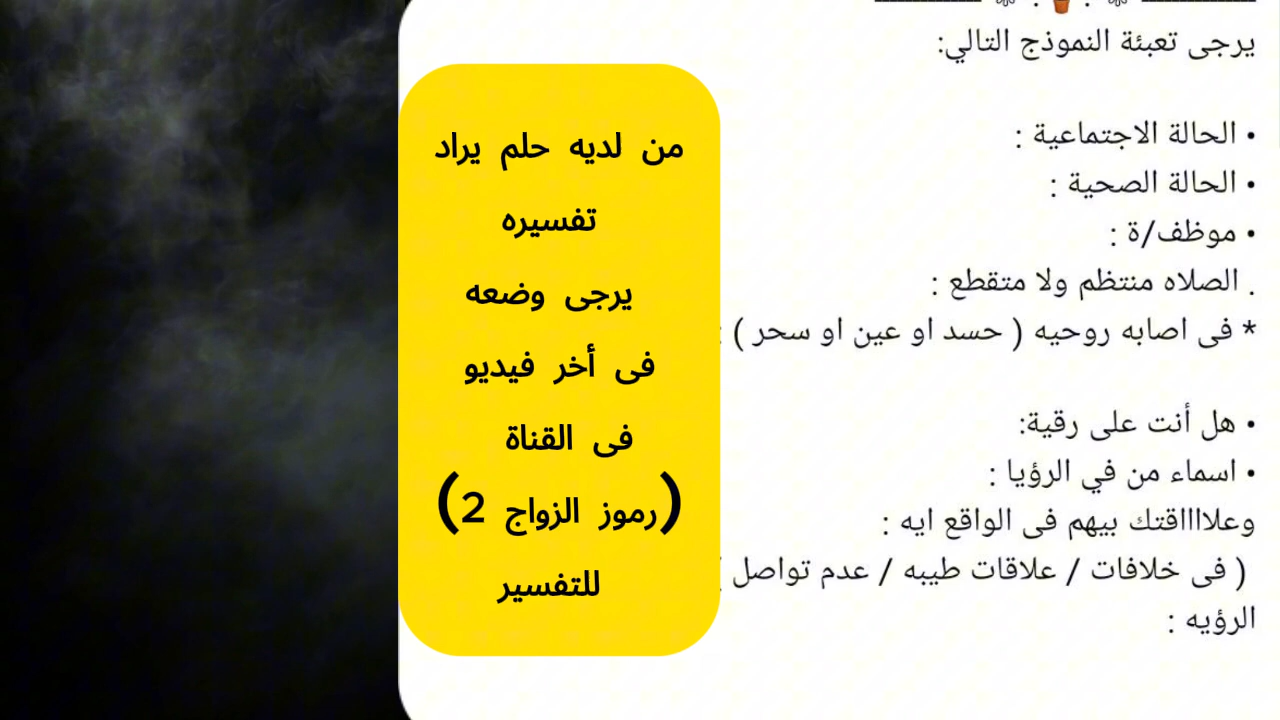 يرجى تعبئة النموذج التالي:
• الحالة الاجتماعية :
• الحالة الصحية :
• موظف/ة :
. الصلاه منتظم ولا متقطع :
* فى اصابه روحيه ( حسد او عين او سحر ) :
• هل أنت على رقية:
• اسماء من في الرؤيا :
وعلااااقتك بيهم فى الواقع ايه :
( فى خلافات / علاقات طيبه / عدم تواصل )
الرؤيه :
من لديه حلم يراد
تفسيره
يرجى وضعه
فى أخر فيديو
فى القناة
(رموز الزواج 2)
للتفسير